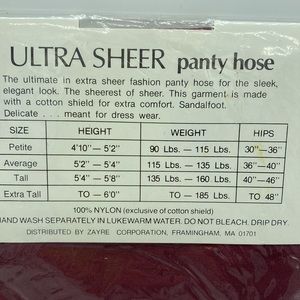 ULTRA SHEER panty hose
The ultimate in extra sheer fashion panty hose for the sleek,
elegant look. The sheerest of sheer. This garment is made
with a cotton shield for extra comfort. Sandalfoot.
Delicate . . . meant for dress wear.
SIZE HEIGHT WEIGHT HIPS
Petite 4'10" — 5'2" 90 Lbs. — 115 Lbs. 30"—36"
Average 5'2" — 5'4" 115 Lbs. — 135 Lbs. 36"—40"
Tall 5'4" — 5'8" 135 Lbs. — 160 Lbs. 40"—46"
Extra Tall TO — 6'0" TO — 185 Lbs. TO 48"
100% NYLON (exclusive of cotton shield)
HAND WASH SEPARATELY IN LUKEWARM WATER. DO NOT BLEACH. DRIP DRY.
DISTRIBUTED BY ZAYRE CORPORATION, FRAMINGHAM, MA 01701